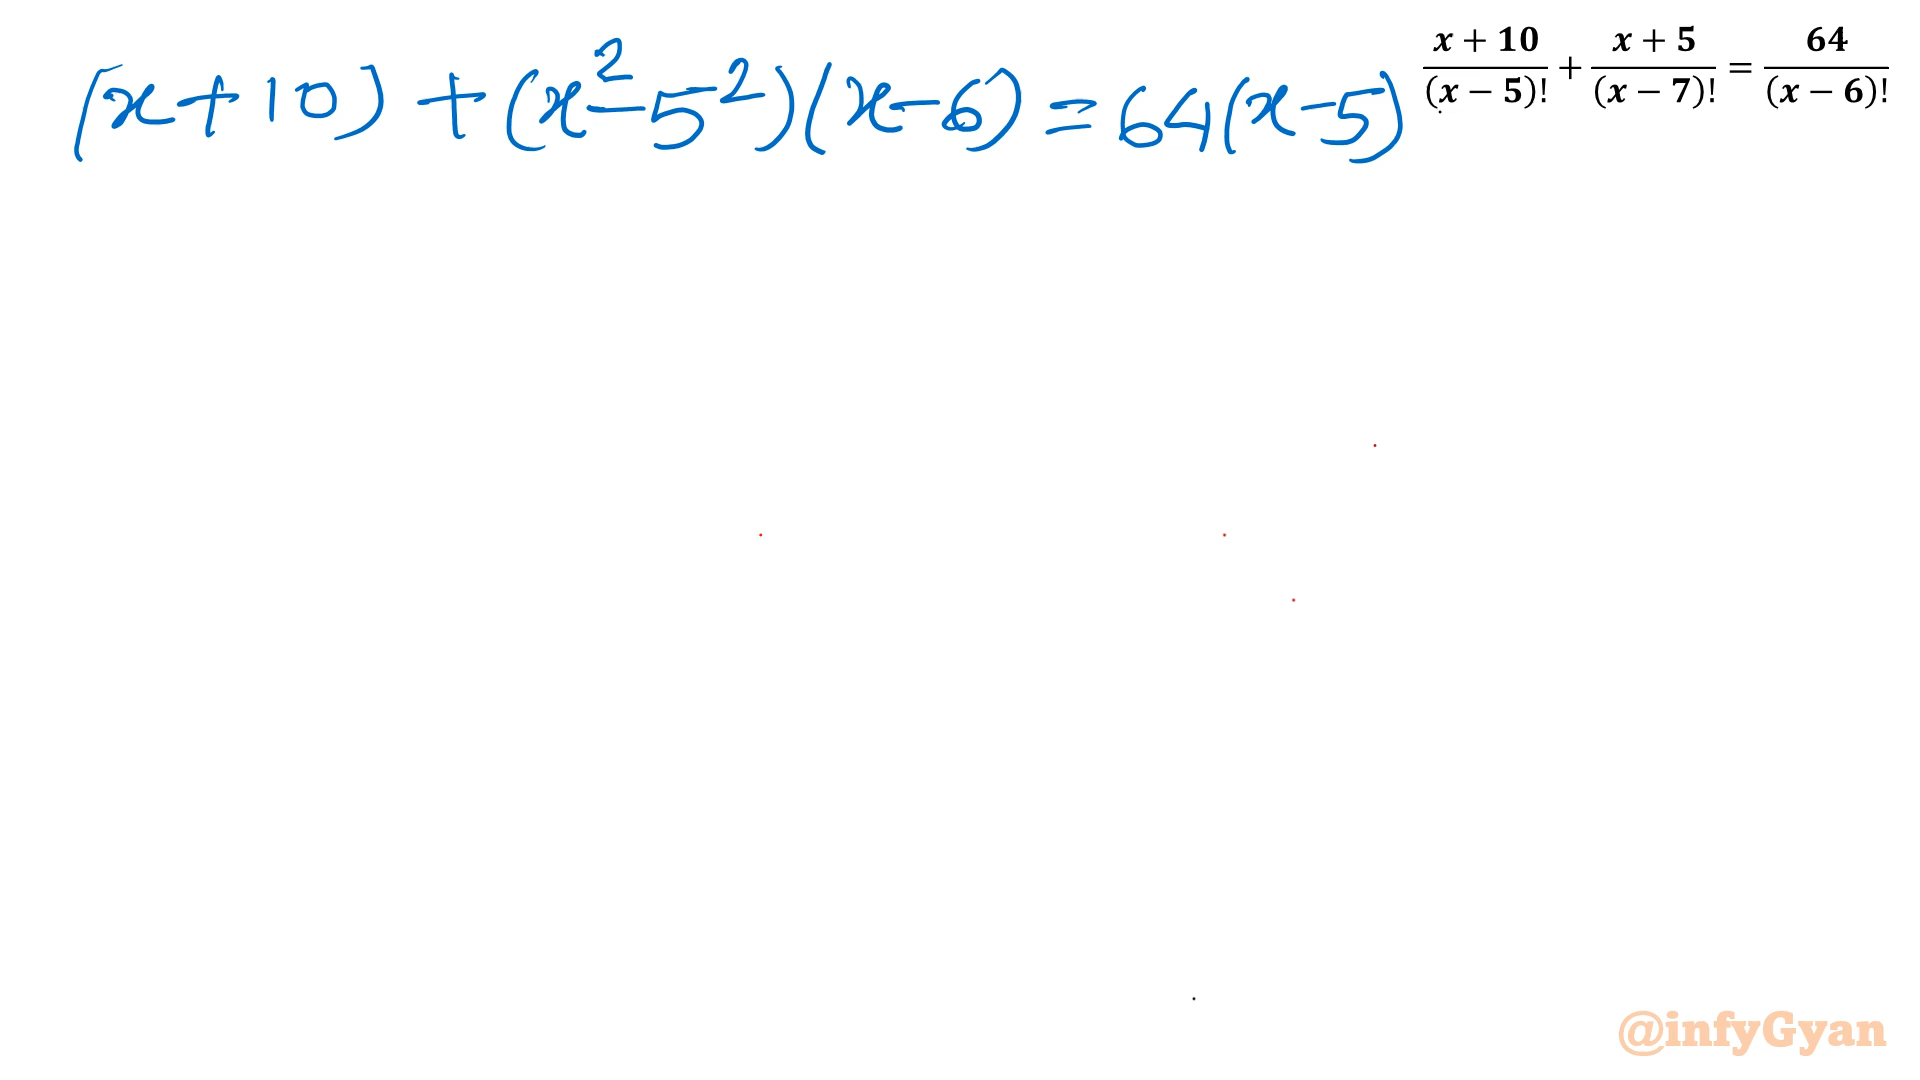 (x+10) + (x²-5²)(x-6) = 64(x-5)
(x + 10)/(x − 5)! + (x + 5)/(x − 7)! = 64/(x − 6)!
@infyGyan